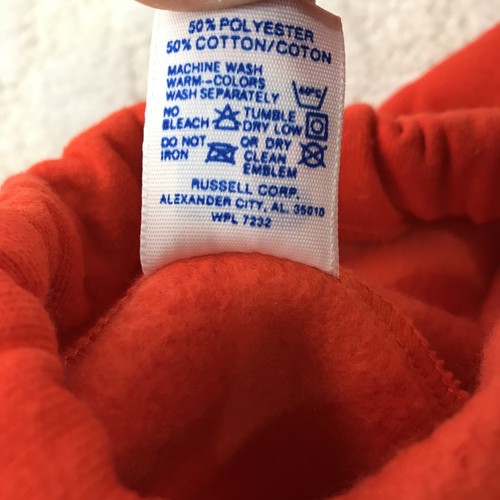 50% POLYESTER
50% COTTON/COTON
MACHINE WASH
WARM--COLORS
WASH SEPARATELY
NO BLEACH
TUMBLE DRY LOW
DO NOT IRON
OR DRY CLEAN EMBLEM
RUSSELL CORP.
ALEXANDER CITY, AL. 35010
WPL 7232